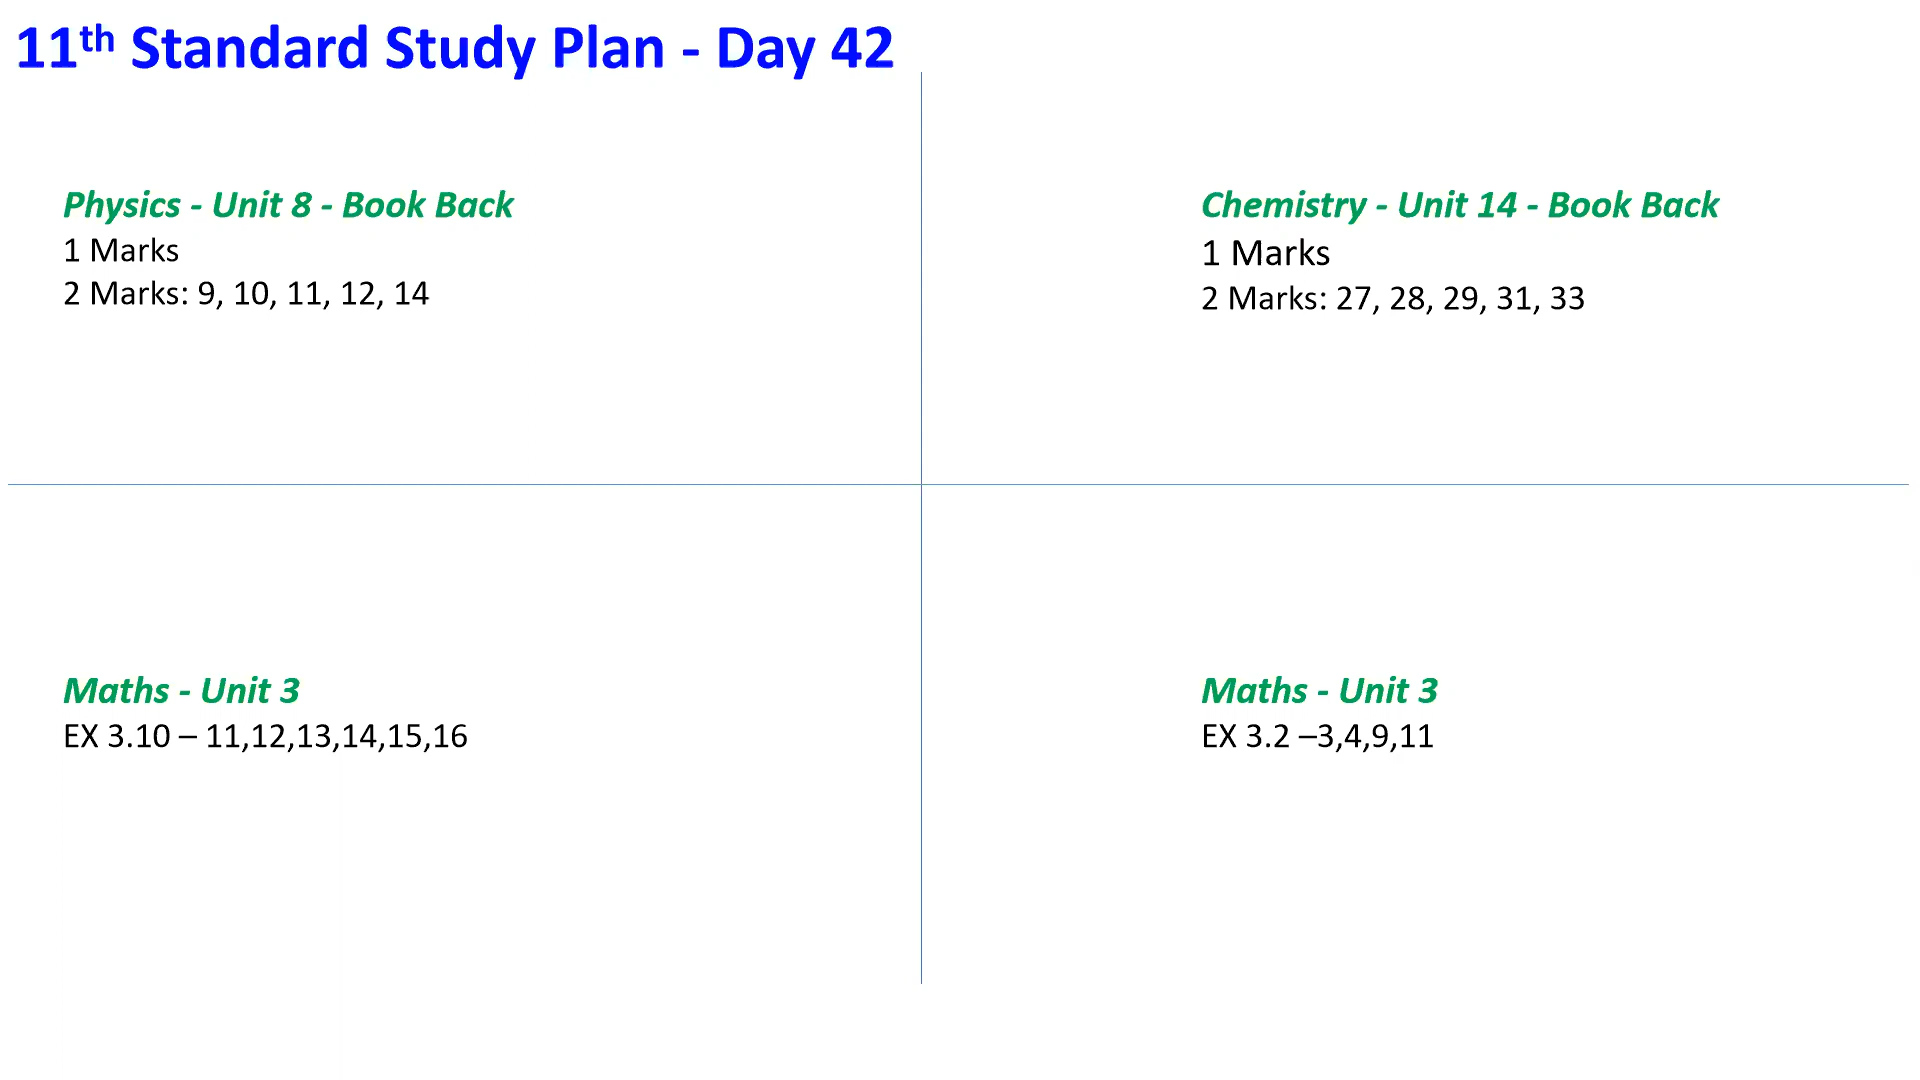 11th Standard Study Plan - Day 42
Physics - Unit 8 - Book Back
1 Marks
2 Marks: 9, 10, 11, 12, 14
Chemistry - Unit 14 - Book Back
1 Marks
2 Marks: 27, 28, 29, 31, 33
Maths - Unit 3
EX 3.10 – 11,12,13,14,15,16
Maths - Unit 3
EX 3.2 –3,4,9,11